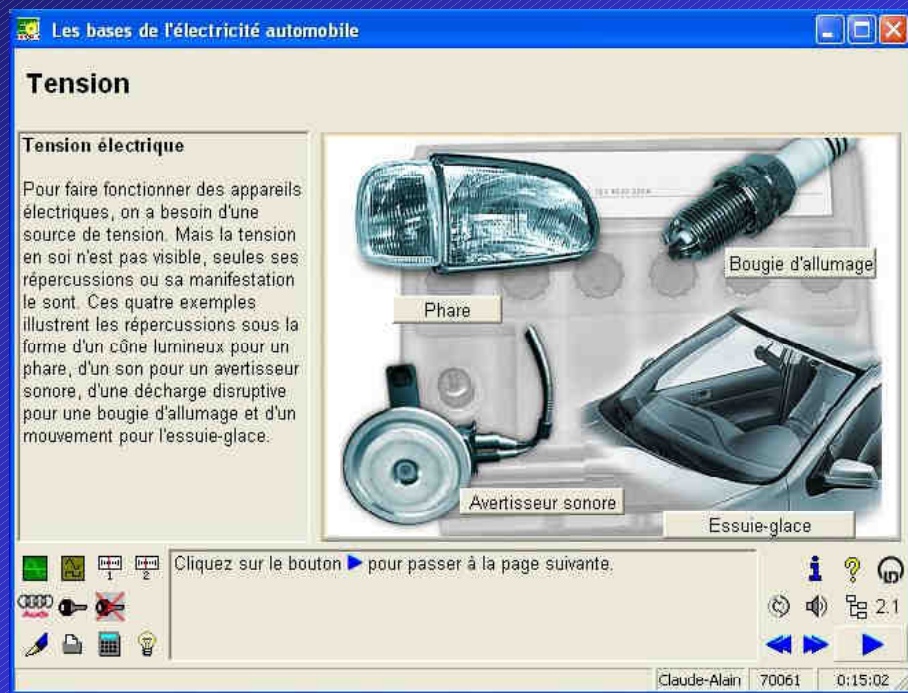 Les bases de l'électricité automobile
Tension
Tension électrique
Pour faire fonctionner des appareils
électriques, on a besoin d'une
source de tension. Mais la tension
en soi n'est pas visible, seules ses
répercussions ou sa manifestation
le sont. Ces quatre exemples
illustrent les répercussions sous la
forme d'un cône lumineux pour un
phare, d'un son pour un avertisseur
sonore, d'une décharge disruptive
pour une bougie d'allumage et d'un
mouvement pour l'essuie-glace.
Bougie d'allumage
Phare
Avertisseur sonore
Essuie-glace
Cliquez sur le bouton ▶ pour passer à la page suivante.
1
2
Audi
2.1
Claude-Alain
70061
0:15:02